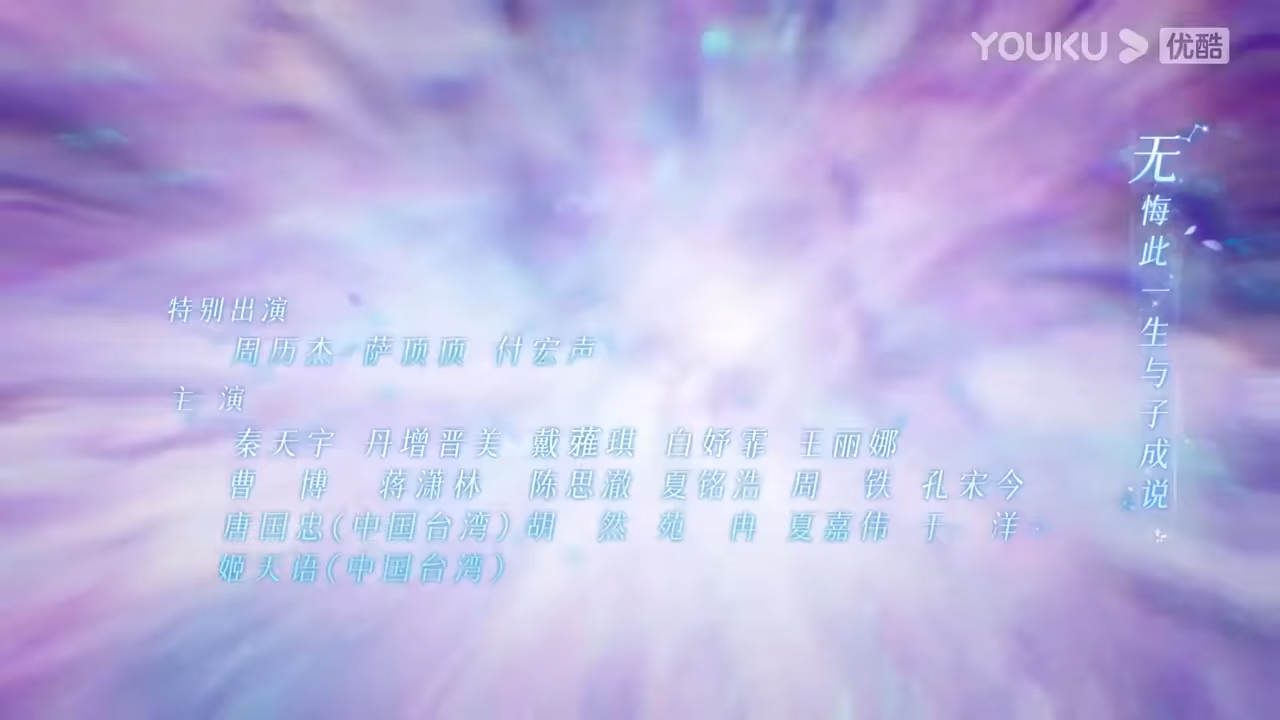 YOUKU 优酷
特别出演
周历杰 萨顶顶 付宏声
主 演
秦天宇 丹增晋美 戴蕥琪 白妤霏 王丽娜
曹 博 蒋潇林 陈思澈 夏铭浩 周 铁 孔宋今
唐国忠(中国台湾) 胡 然 苑 冉 夏嘉伟 于 洋
姬天语(中国台湾)
无悔此一生与子成说